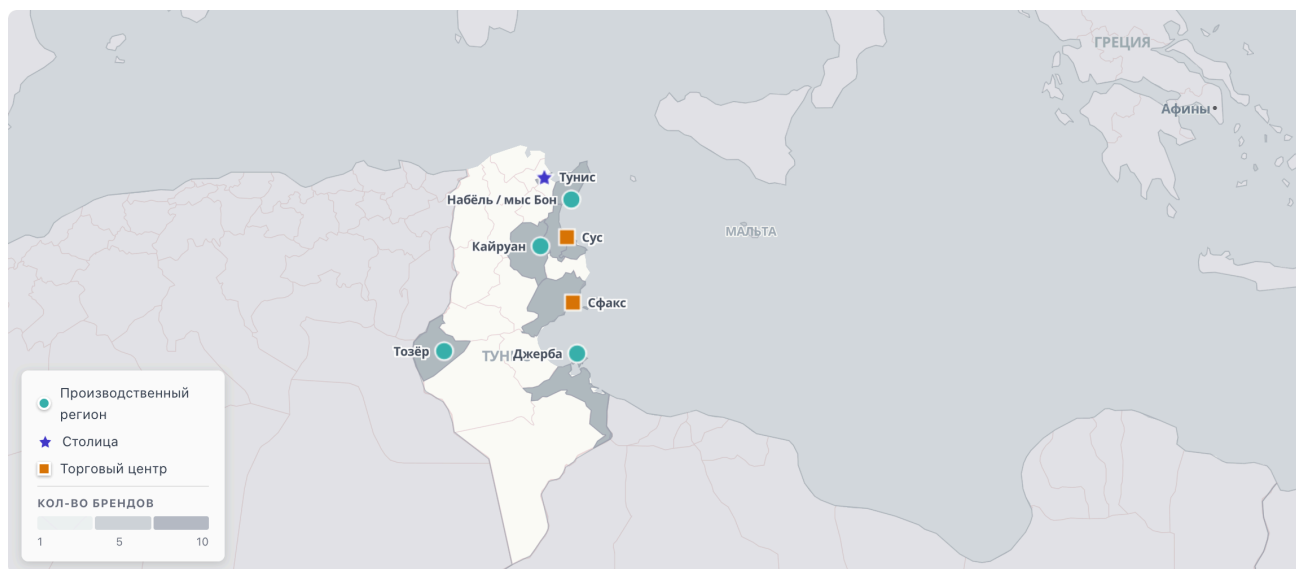 ГРЕЦИЯ
Афины
Тунис
Набёль / мыс Бон
МАЛЬТА
Сус
Кайруан
Сфакс
Тозёр
Джерба
Производственный
регион
Столица
Торговый центр
КОЛ-ВО БРЕНДОВ
1 5 10